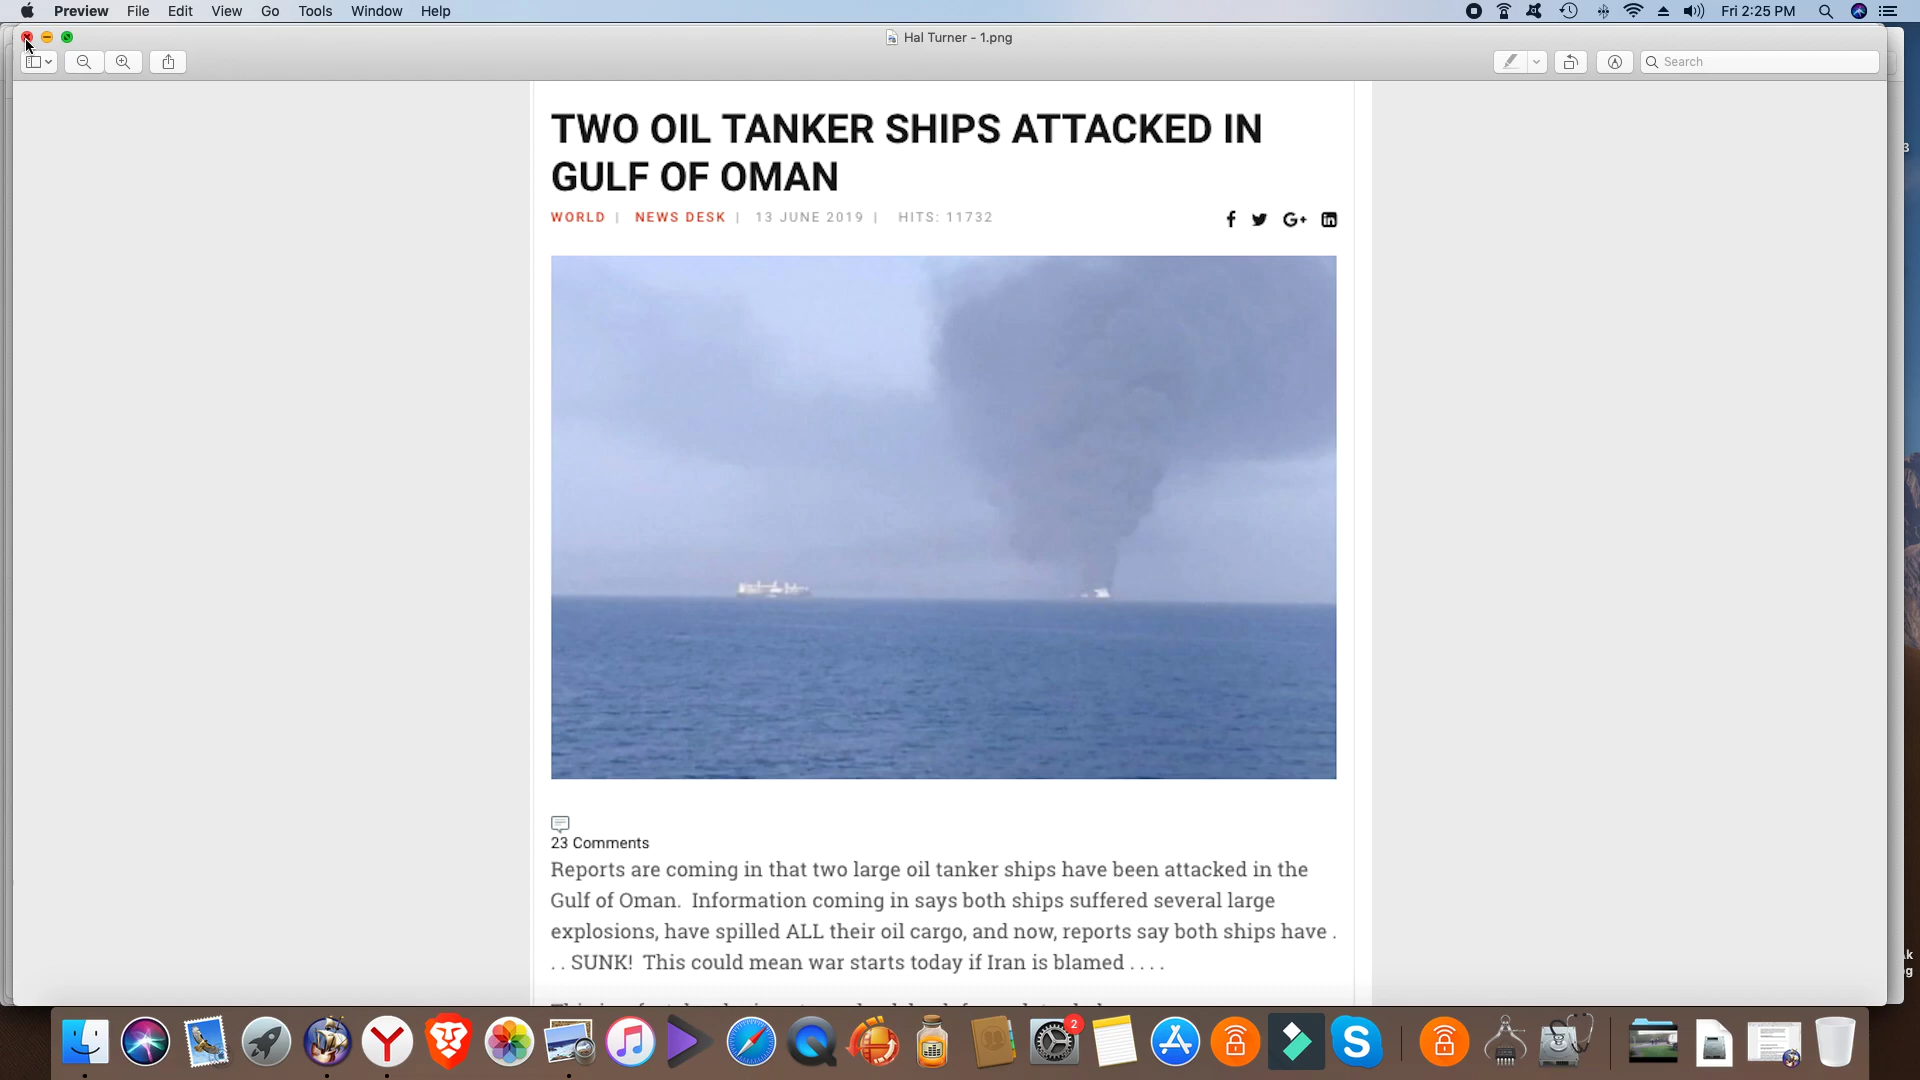 Preview File Edit View Go Tools Window Help Fri 2:25 PM
Hal Turner - 1.png
Search
TWO OIL TANKER SHIPS ATTACKED IN
GULF OF OMAN
WORLD | NEWS DESK | 13 JUNE 2019 | HITS: 11732
23 Comments
Reports are coming in that two large oil tanker ships have been attacked in the
Gulf of Oman. Information coming in says both ships suffered several large
explosions, have spilled ALL their oil cargo, and now, reports say both ships have .
. . SUNK! This could mean war starts today if Iran is blamed . . . .
2